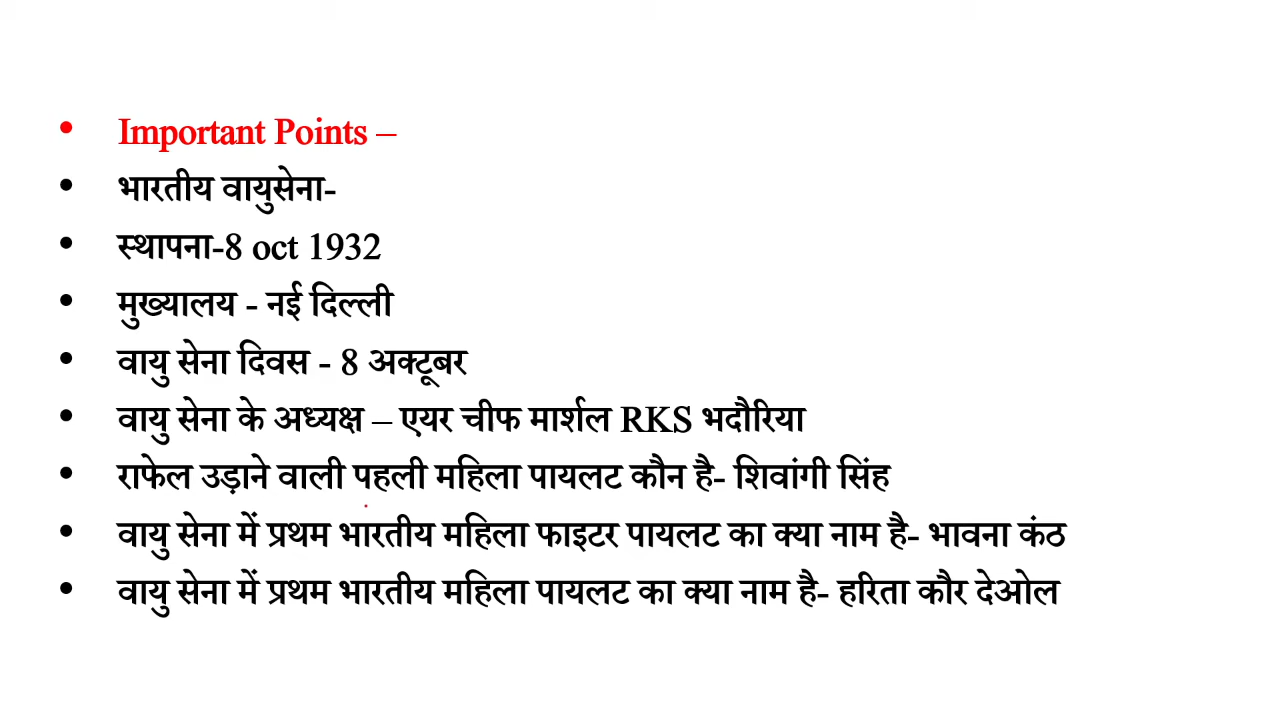 • Important Points –
• भारतीय वायुसेना-
• स्थापना-8 oct 1932
• मुख्यालय - नई दिल्ली
• वायु सेना दिवस - 8 अक्टूबर
• वायु सेना के अध्यक्ष – एयर चीफ मार्शल RKS भदौरिया
• राफेल उड़ाने वाली पहली महिला पायलट कौन है- शिवांगी सिंह
• वायु सेना में प्रथम भारतीय महिला फाइटर पायलट का क्या नाम है- भावना कंठ
• वायु सेना में प्रथम भारतीय महिला पायलट का क्या नाम है- हरिता कौर देओल